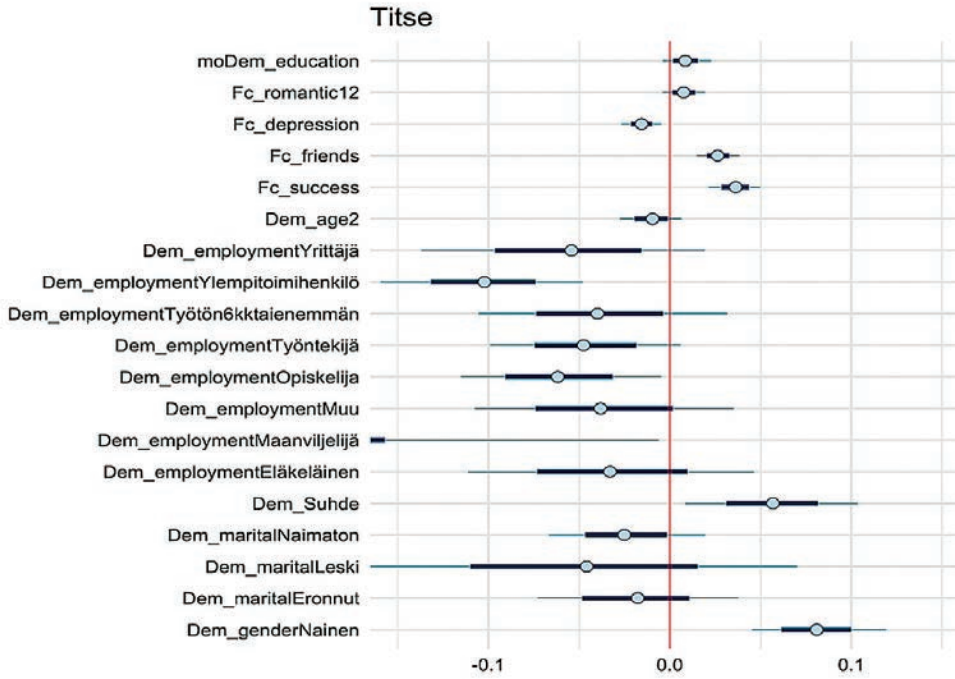 Titse
moDem_education
Fc_romantic12
Fc_depression
Fc_friends
Fc_success
Dem_age2
Dem_employmentYrittäjä
Dem_employmentYlempitoimihenkilö
Dem_employmentTyötön6kktaienemmän
Dem_employmentTyöntekijä
Dem_employmentOpiskelija
Dem_employmentMuu
Dem_employmentMaanviljelijä
Dem_employmentEläkeläinen
Dem_Suhde
Dem_maritalNaimaton
Dem_maritalLeski
Dem_maritalEronnut
Dem_genderNainen
-0.1 0.0 0.1